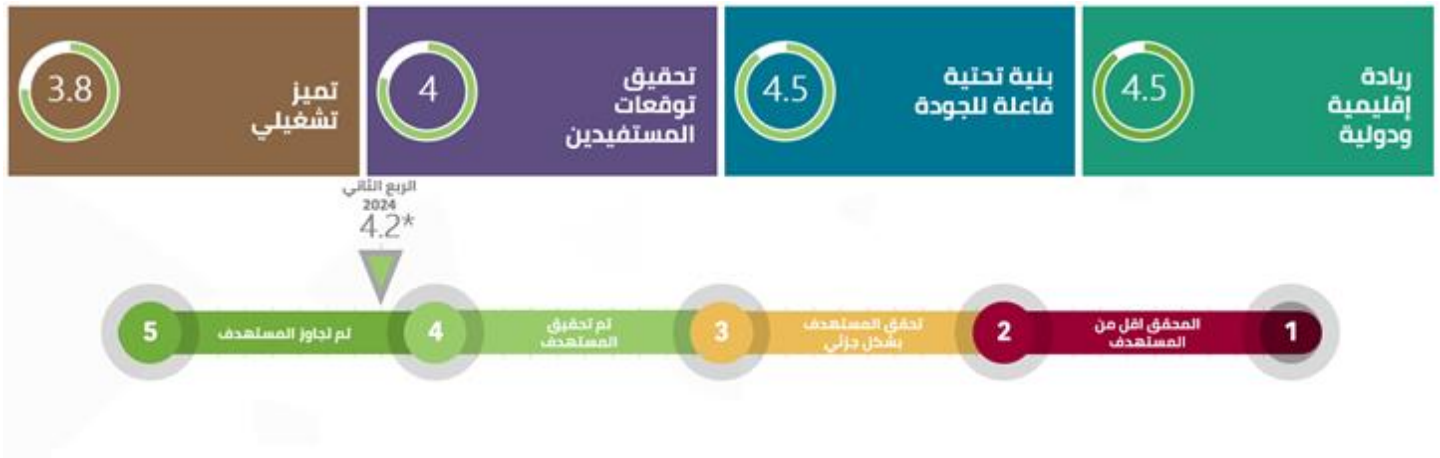 ريادة
إقليمية
ودولية
4.5
بنية تحتية
فاعلة للجودة
4.5
تحقيق
توقعات
المستفيدين
4
تميز
تشغيلي
3.8
الربع الثاني
2024
4.2*
1
المحقق اقل من
المستهدف
2
تحقق المستهدف
بشكل جزئي
3
تم تحقيق
المستهدف
4
تم تجاوز المستهدف
5